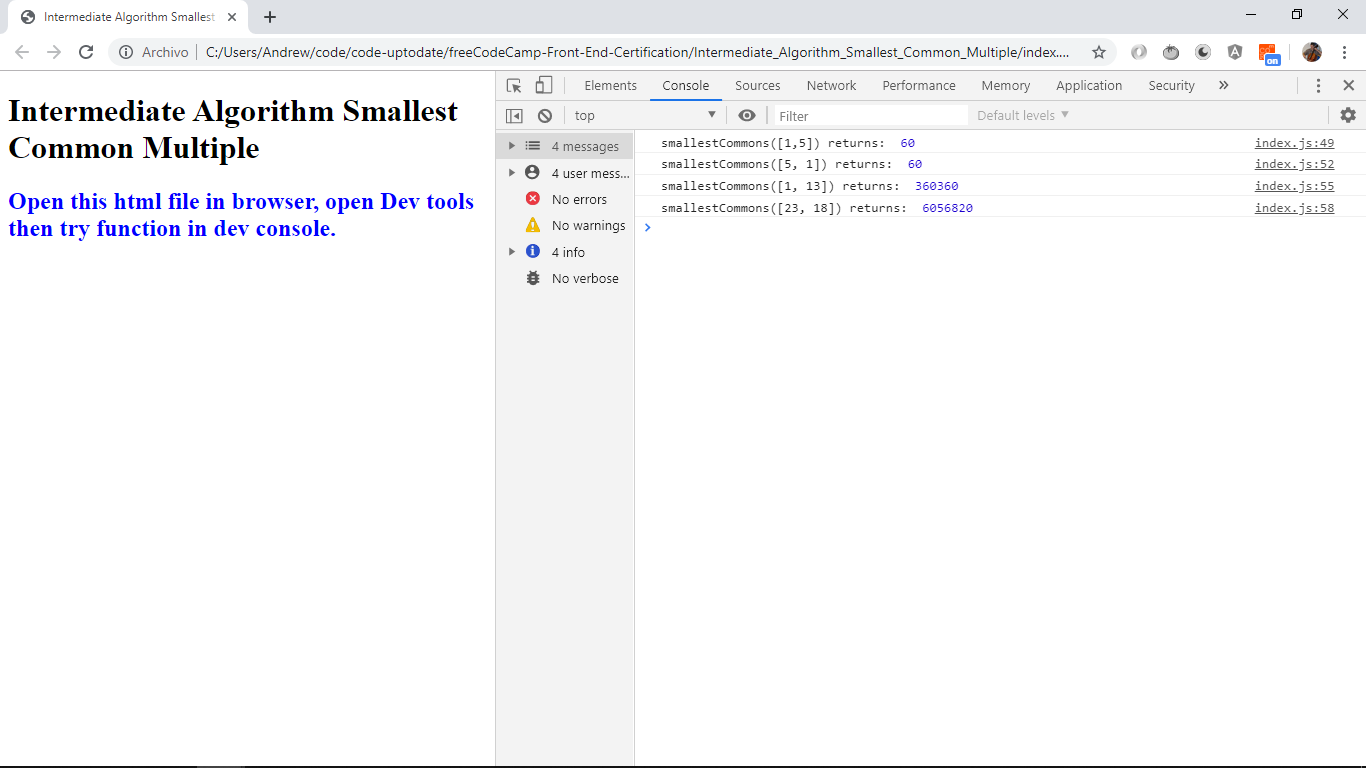 Intermediate Algorithm Smallest
Archivo
C:/Users/Andrew/code/code-uptodate/freeCodeCamp-Front-End-Certification/Intermediate_Algorithm_Smallest_Common_Multiple/index....
on
Intermediate Algorithm Smallest
Common Multiple
Open this html file in browser, open Dev tools
then try function in dev console.
Elements Console Sources Network Performance Memory Application Security
top Filter Default levels
4 messages
4 user mess...
No errors
No warnings
4 info
No verbose
smallestCommons([1,5]) returns: 60 index.js:49
smallestCommons([5, 1]) returns: 60 index.js:52
smallestCommons([1, 13]) returns: 360360 index.js:55
smallestCommons([23, 18]) returns: 6056820 index.js:58